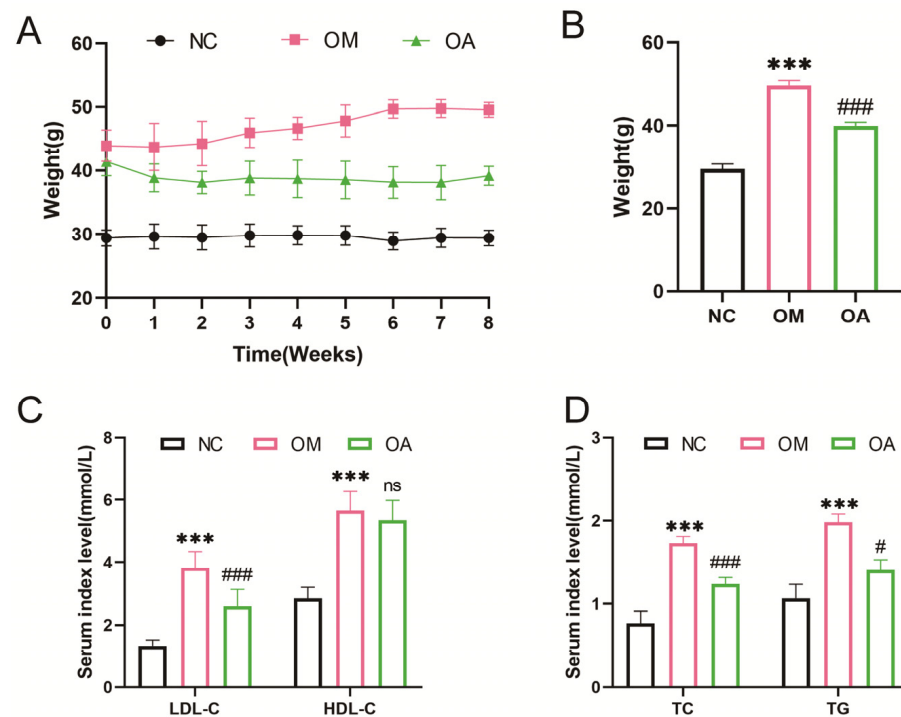 A
NC OM OA
Weight(g)
60
50
40
30
20
0 1 2 3 4 5 6 7 8
Time(Weeks)
B
Weight(g)
60
40
20
0
***
###
NC OM OA
C
NC OM OA
Serum index level(mmol/L)
8
6
4
2
0
***
###
***
ns
LDL-C HDL-C
D
NC OM OA
Serum index level(mmol/L)
3
2
1
0
***
###
***
#
TC TG